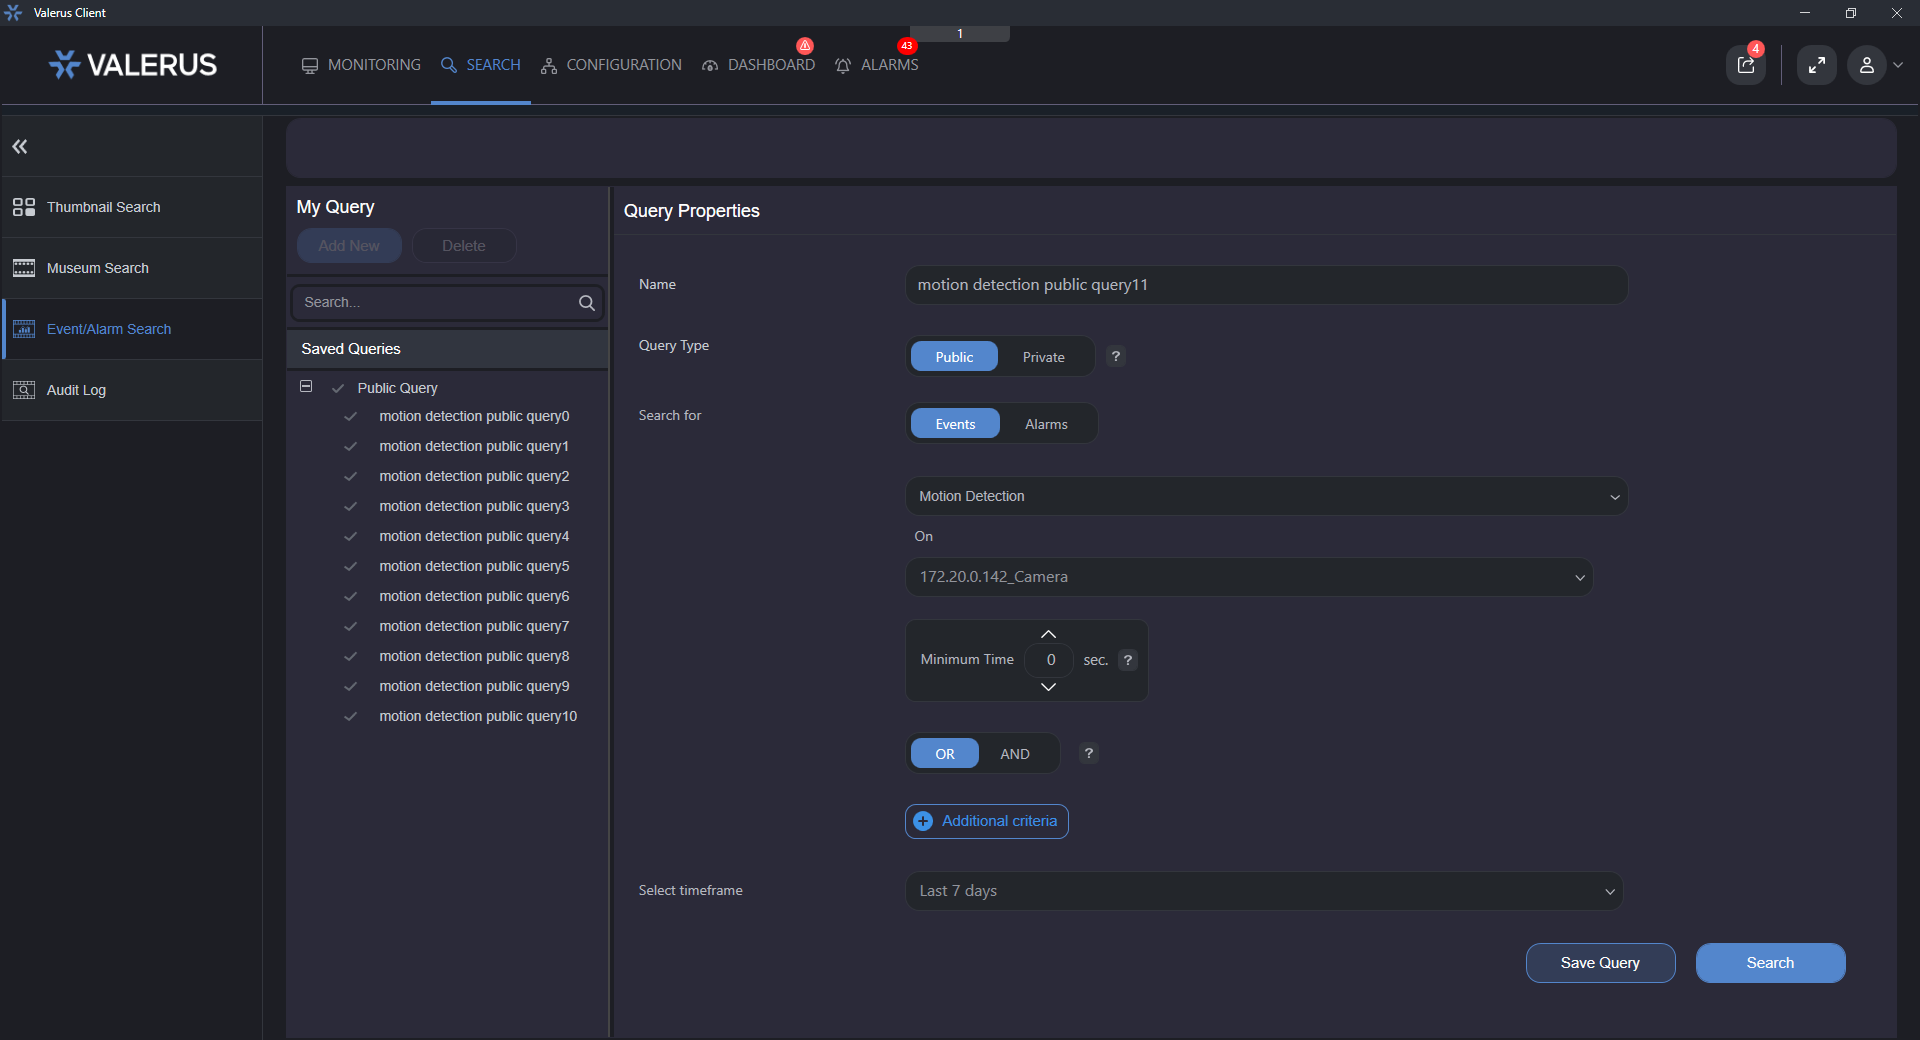 Valerus Client
1
VALERUS
MONITORING
SEARCH
CONFIGURATION
DASHBOARD
43
ALARMS
4
Thumbnail Search
Museum Search
Event/Alarm Search
Audit Log
My Query
Add New
Delete
Search...
Saved Queries
Public Query
motion detection public query0
motion detection public query1
motion detection public query2
motion detection public query3
motion detection public query4
motion detection public query5
motion detection public query6
motion detection public query7
motion detection public query8
motion detection public query9
motion detection public query10
Query Properties
Name
motion detection public query11
Query Type
Public
Private
?
Search for
Events
Alarms
Motion Detection
On
172.20.0.142_Camera
Minimum Time 0 sec. ?
OR
AND
?
Additional criteria
Select timeframe
Last 7 days
Save Query
Search